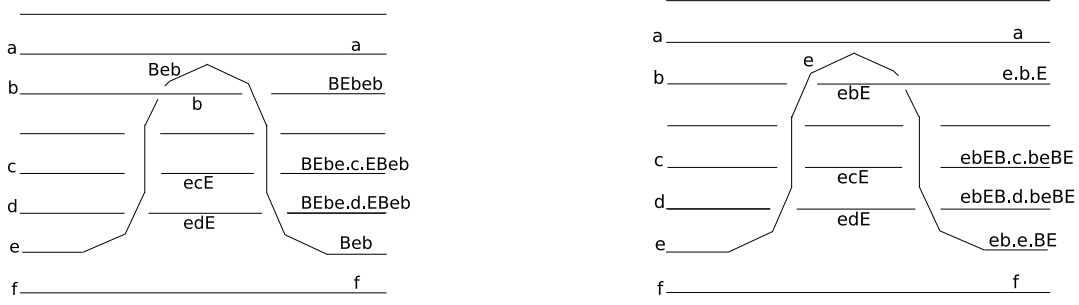 a a
Beb
b BEbeb
b
c BEbe.c.EBeb
ecE
d BEbe.d.EBeb
edE
e Beb
f f
a a
e
b e.b.E
ebE
c ebEB.c.beBE
ecE
d ebEB.d.beBE
edE
e eb.e.BE
f f